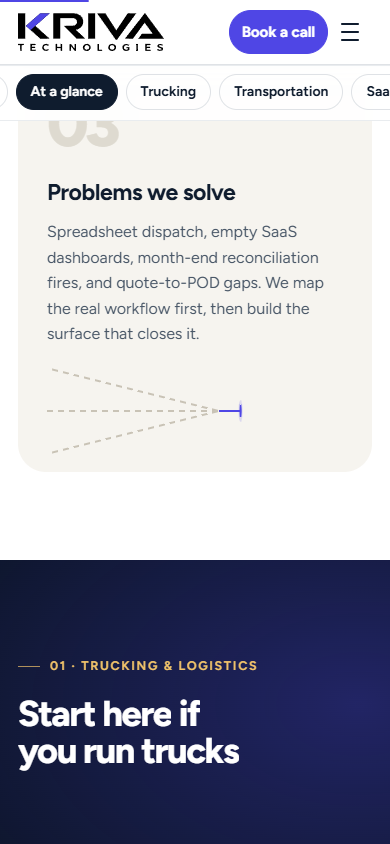 KRIVA
TECHNOLOGIES
Book a call
At a glance
Trucking
Transportation
Saa
03
Problems we solve
Spreadsheet dispatch, empty SaaS
dashboards, month-end reconciliation
fires, and quote-to-POD gaps. We map
the real workflow first, then build the
surface that closes it.
01 · TRUCKING & LOGISTICS
Start here if
you run trucks